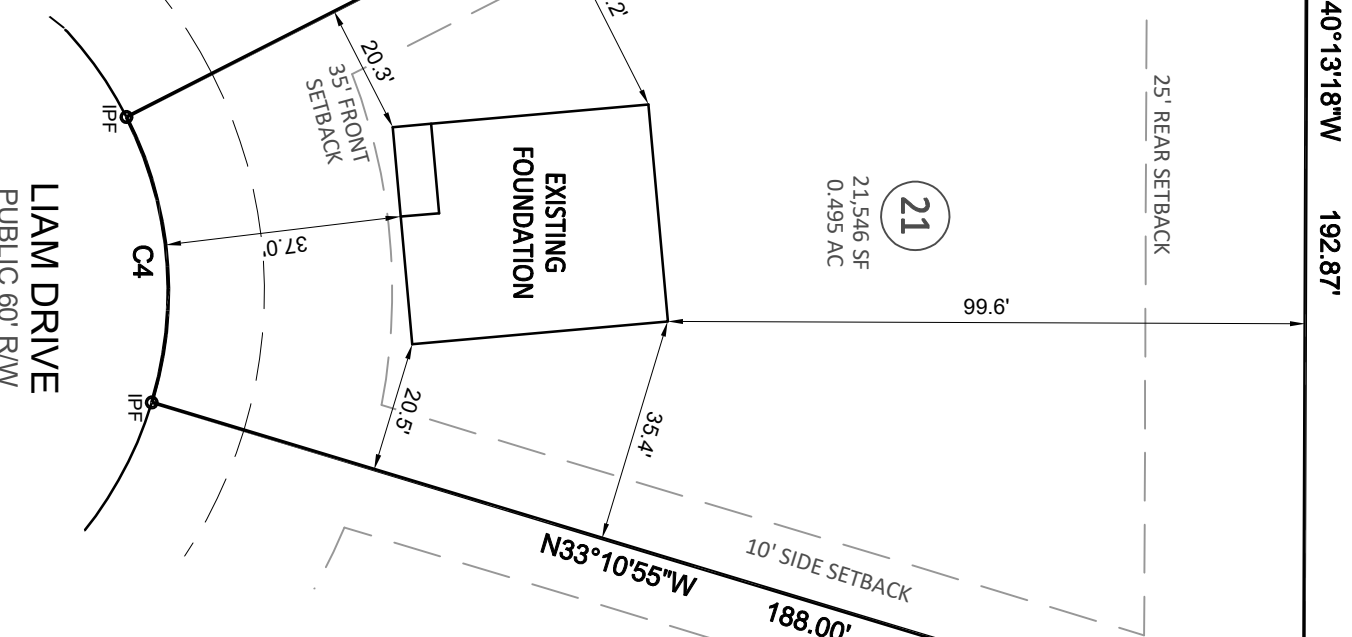 40°13'18"W 192.87'
25' REAR SETBACK
21
21,546 SF
0.495 AC
99.6'
20.3'
35' FRONT
SETBACK
EXISTING
FOUNDATION
37.0'
C4
IPF
IPF
LIAM DRIVE
PUBLIC 60' R/W
20.5'
35.4'
N33°10'55"W 188.00'
10' SIDE SETBACK